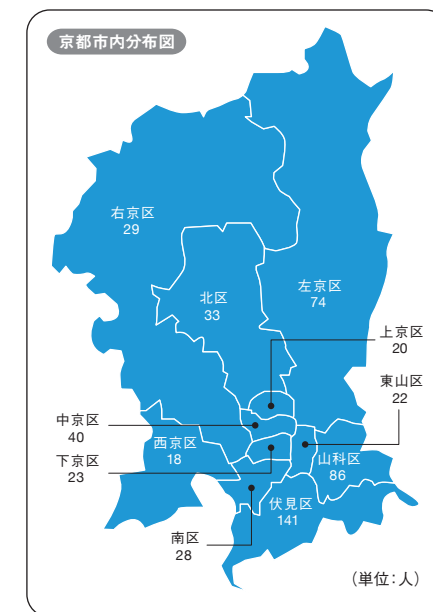 京都市内分布図
右京区
29
左京区
74
北区
33
上京区
20
東山区
22
中京区
40
西京区
18
下京区
23
山科区
86
伏見区
141
南区
28
（単位：人）